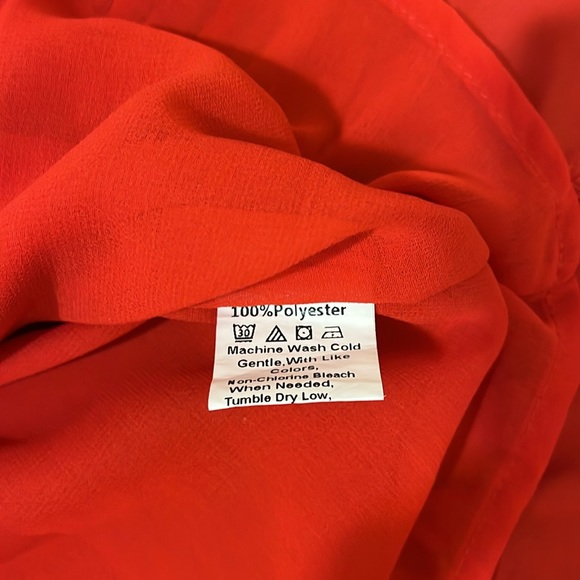 100%Polyester
30
Machine Wash Cold
Gentle,With Like
Colors,
Non-Chlorine Bleach
When Needed,
Tumble Dry Low,